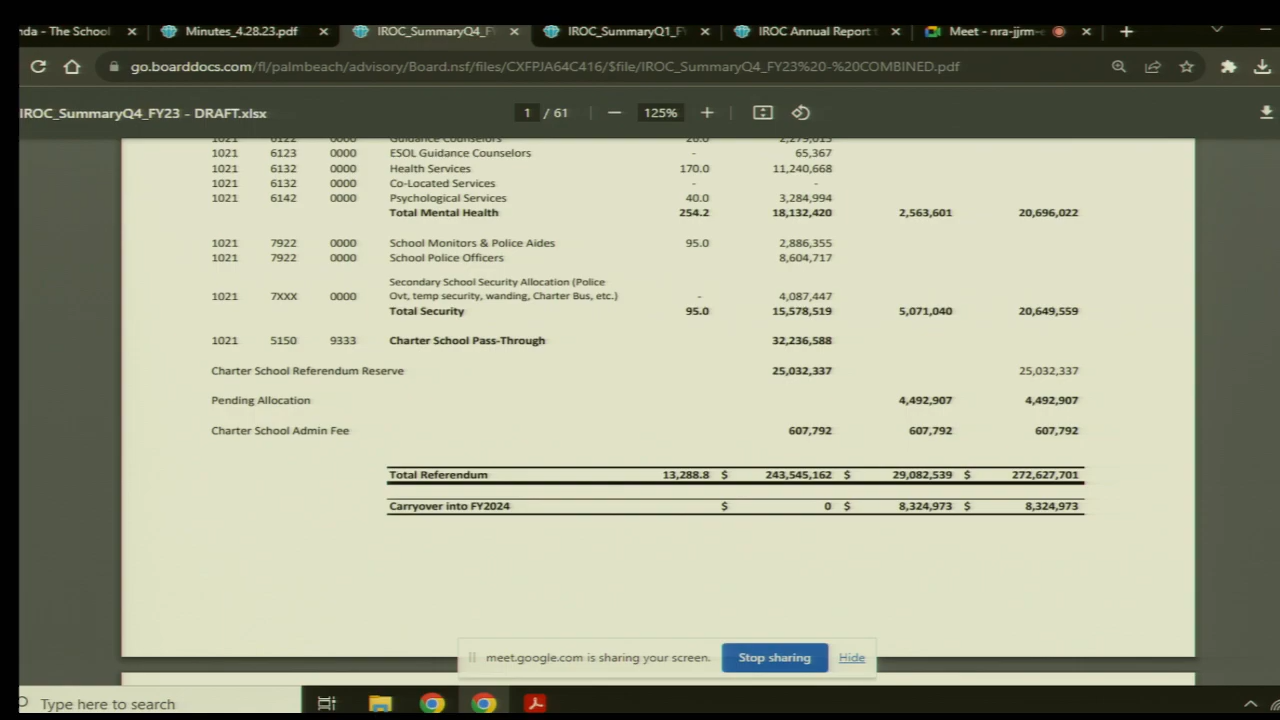 nda - The School
Minutes_4.28.23.pdf
IROC_SummaryQ4_F
IROC_SummaryQ1_F
IROC Annual Report
Meet - nra-jjrm-
go.boarddocs.com/fl/palmbeach/advisory/Board.nsf/files/CXFPJA64C416/$file/IROC_SummaryQ4_FY23%20-%20COMBINED.pdf
IROC_SummaryQ4_FY23 - DRAFT.xlsx 1 / 61 125%
1021 6122 0000 Guidance Counselors 2,279,013
1021 6123 0000 ESOL Guidance Counselors - 65,367
1021 6132 0000 Health Services 170.0 11,240,668
1021 6132 0000 Co-Located Services - -
1021 6142 0000 Psychological Services 40.0 3,284,994
Total Mental Health 254.2 18,132,420 2,563,601 20,696,022
1021 7922 0000 School Monitors & Police Aides 95.0 2,886,355
1021 7922 0000 School Police Officers 8,604,717
Secondary School Security Allocation (Police
1021 7XXX 0000 Ovt, temp security, wanding, Charter Bus, etc.) - 4,087,447
Total Security 95.0 15,578,519 5,071,040 20,649,559
1021 5150 9333 Charter School Pass-Through 32,236,588
Charter School Referendum Reserve 25,032,337 25,032,337
Pending Allocation 4,492,907 4,492,907
Charter School Admin Fee 607,792 607,792 607,792
Total Referendum 13,288.8 $ 243,545,162 $ 29,082,539 $ 272,627,701
Carryover into FY2024 $ 0 $ 8,324,973 $ 8,324,973
meet.google.com is sharing your screen. Stop sharing Hide
Type here to search